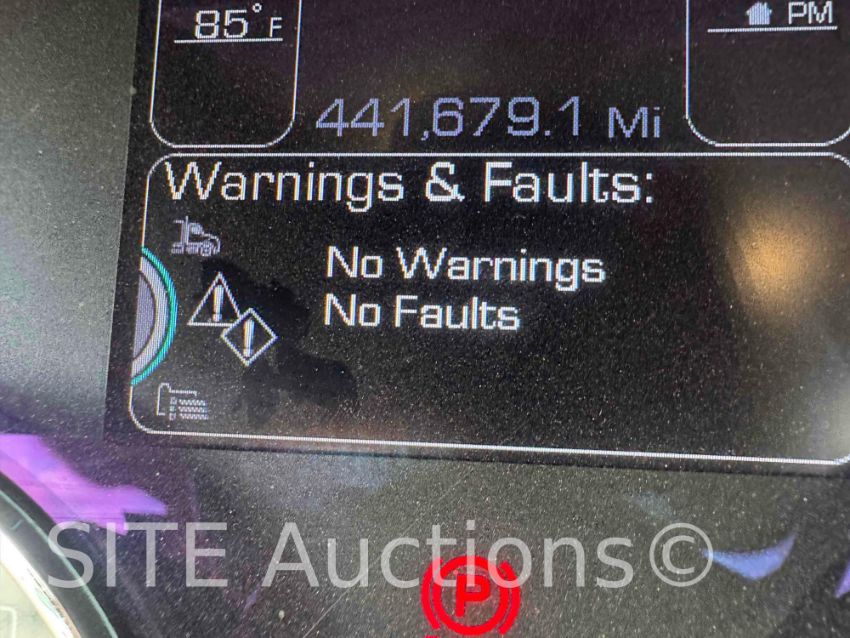 85°F
PM
441,679.1 Mi
Warnings & Faults:
No Warnings
No Faults
SITE Auctions©
P